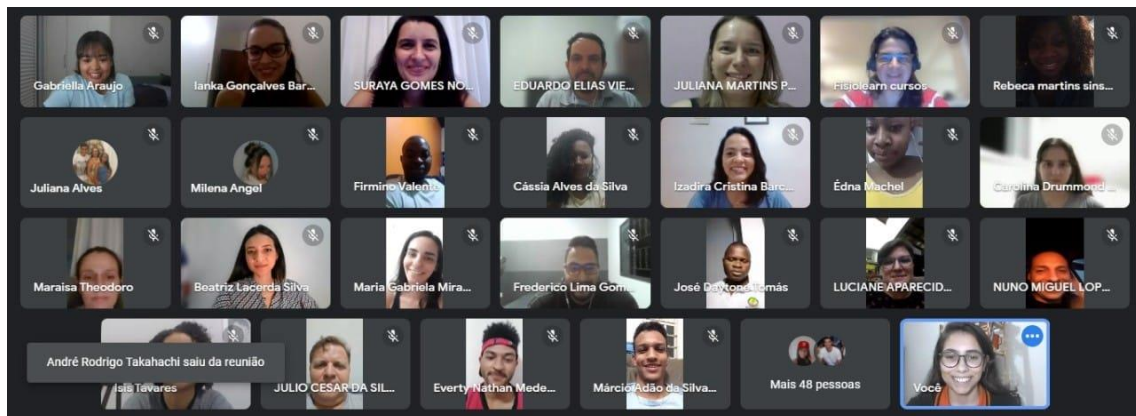 Gabriella Araujo
Ianka Gonçalves Bar...
SURAYA GOMES NO...
EDUARDO ELIAS VIE...
JULIANA MARTINS P...
Fisiolearn cursos
Rebeca martins sins...
Juliana Alves
Milena Angel
Firmino Valente
Cássia Alves da Silva
Izadira Cristina Barc...
Édna Machel
Carolina Drummond ...
Maraisa Theodoro
Beatriz Lacerda Silva
Maria Gabriela Mira...
Frederico Lima Gom...
José Daytone Tomás
LUCIANE APARECID...
NUNO MIGUEL LOP...
André Rodrigo Takahachi saiu da reunião
Isis Tavares
JULIO CESAR DA SIL...
Everty Nathan Mede...
Márcio Adão da Silva...
Mais 48 pessoas
Você